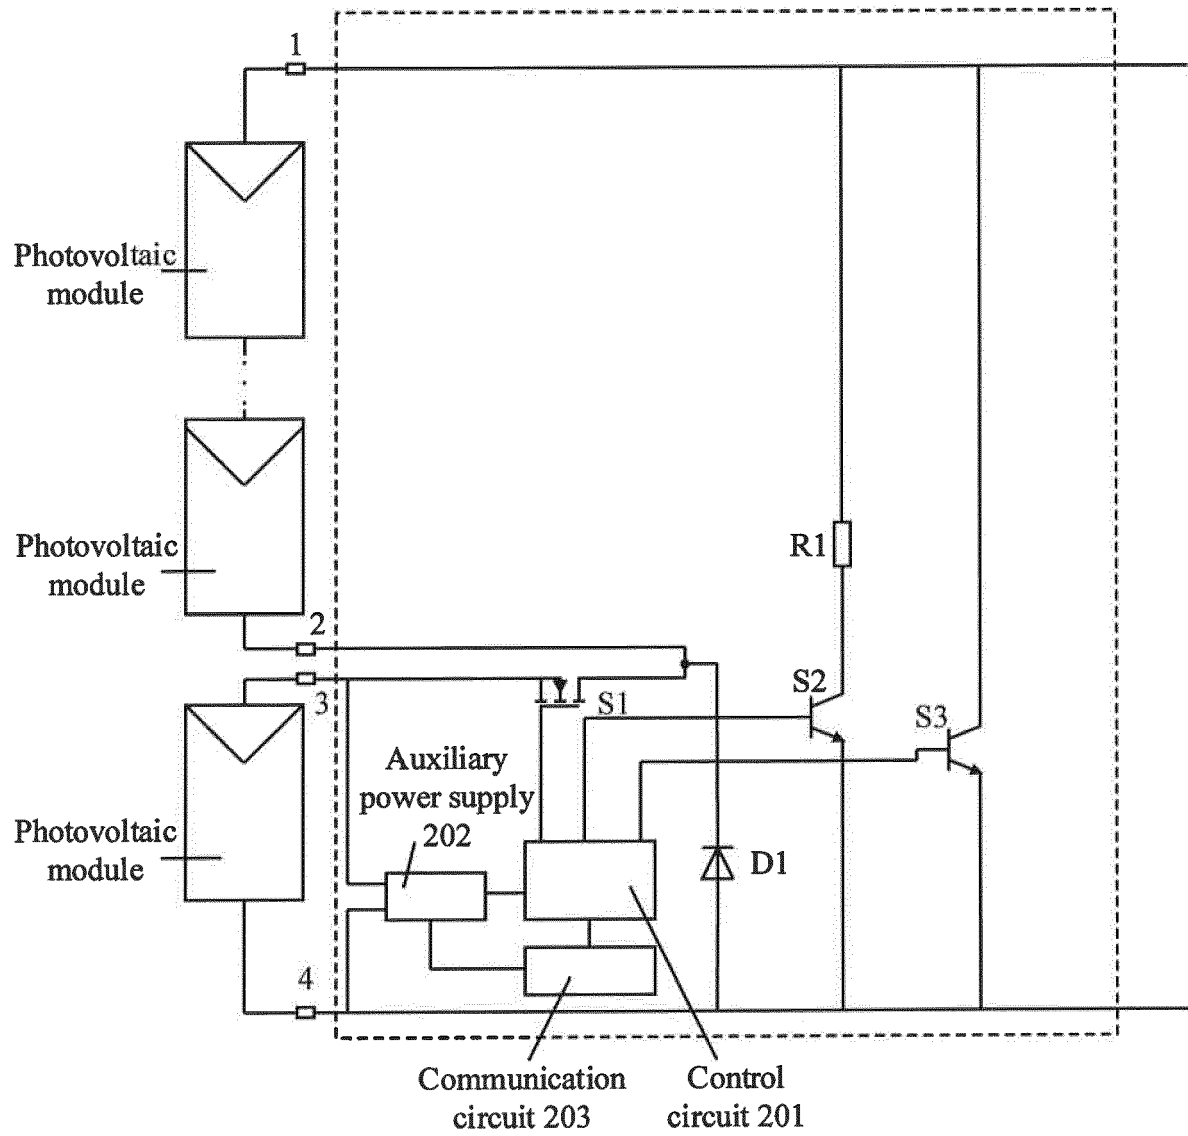 1
Photovoltaic
module
Photovoltaic
module
R1
2
3
S1
S2
S3
Auxiliary
power supply
202
Photovoltaic
module
D1
4
Communication
circuit 203
Control
circuit 201